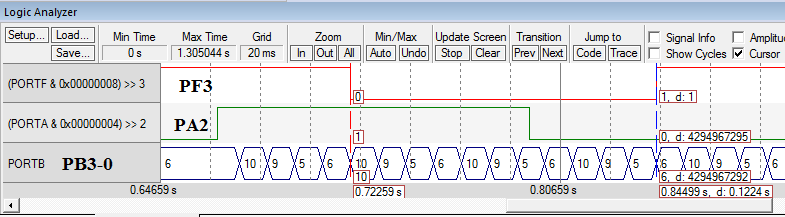 Logic Analyzer
Setup... Load... Save... Min Time 0 s Max Time 1.305044 s Grid 20 ms Zoom In Out All Min/Max Auto Undo Update Screen Stop Clear Transition Prev Next Jump to Code Trace Signal Info Show Cycles Amplitu Cursor
(PORTF & 0x00000008) >> 3 PF3 0 1, d: 1
(PORTA & 0x00000004) >> 2 PA2 1 0, d: 4294967295
PORTB PB3-0 6 10 9 5 6 10 9 5 6 10 9 5 6 10 9 5 6 10 9 5 6
10 6, d: 4294967292
0.64659 s 0.72259 s 0.80659 s 0.84499 s, d: 0.1224 s